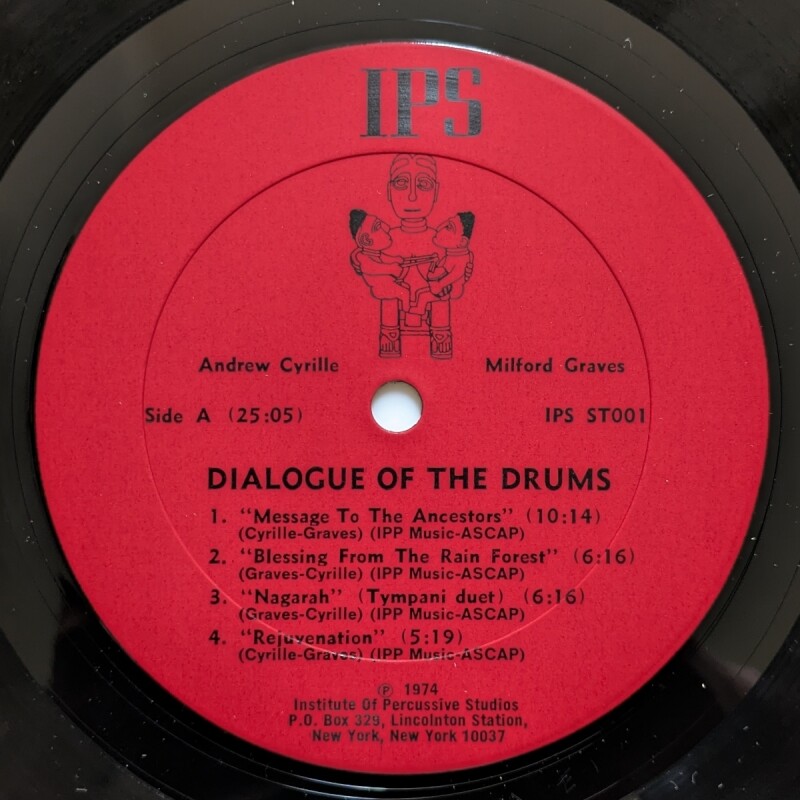 IPS
Andrew Cyrille Milford Graves
Side A (25:05) IPS ST001
DIALOGUE OF THE DRUMS
1. "Message To The Ancestors" (10:14)
(Cyrille-Graves) (IPP Music-ASCAP)
2. "Blessing From The Rain Forest" (6:16)
(Graves-Cyrille) (IPP Music-ASCAP)
3. "Nagarah" (Tympani duet) (6:16)
(Graves-Cyrille) (IPP Music-ASCAP)
4. "Rejuvenation" (5:19)
(Cyrille-Graves) (IPP Music-ASCAP)
℗ 1974
Institute Of Percussive Studios
P.O. Box 329, Lincolnton Station,
New York, New York 10037